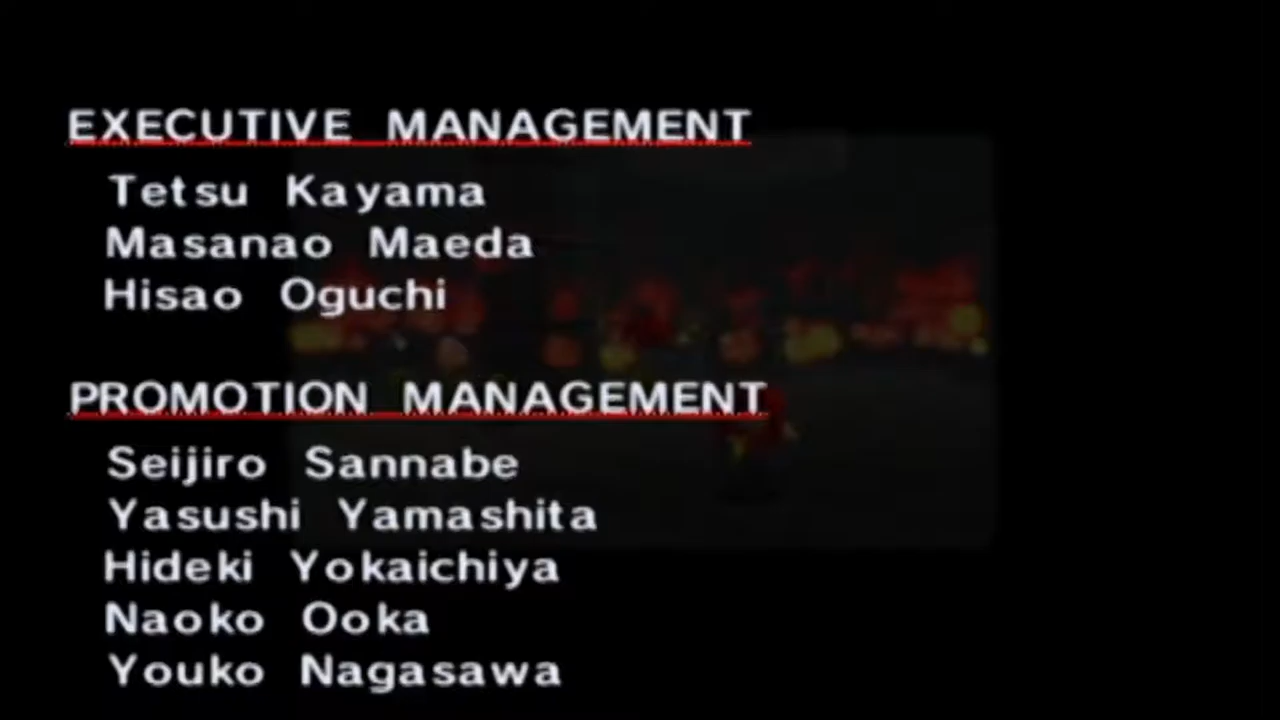 EXECUTIVE MANAGEMENT
Tetsu Kayama
Masanao Maeda
Hisao Oguchi
PROMOTION MANAGEMENT
Seijiro Sannabe
Yasushi Yamashita
Hideki Yokaichiya
Naoko Ooka
Youko Nagasawa